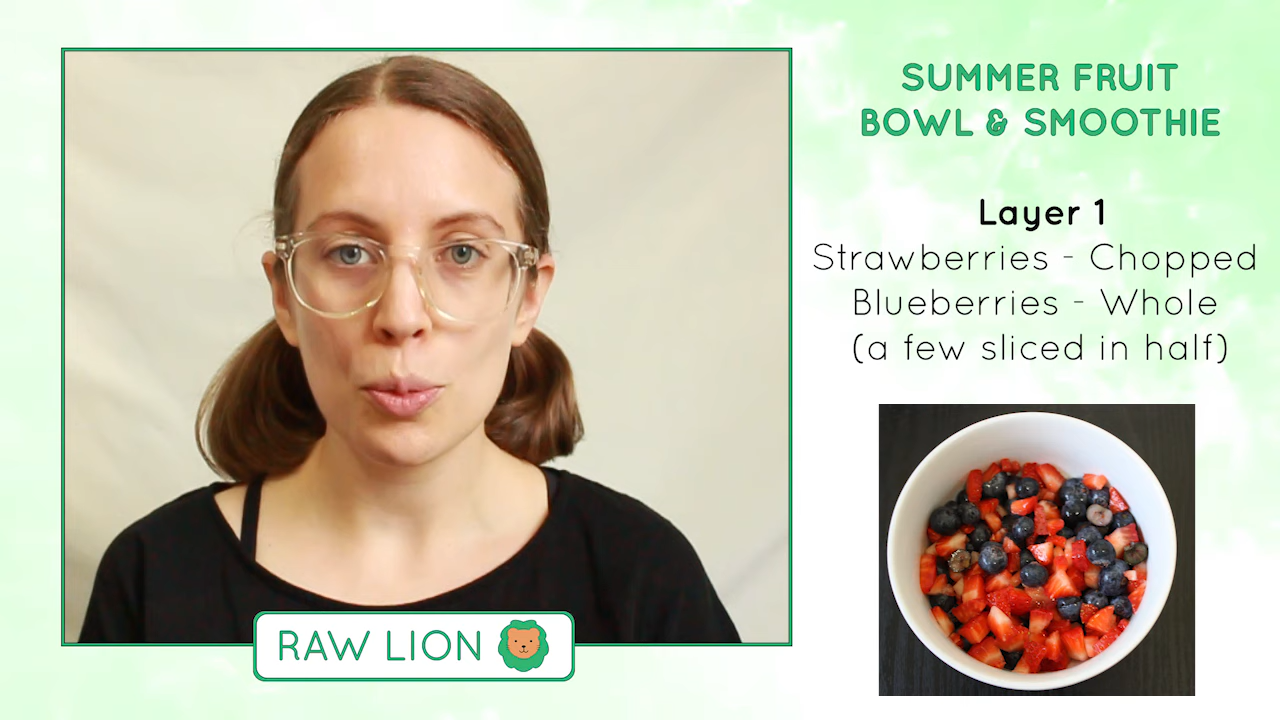 SUMMER FRUIT
BOWL & SMOOTHIE
Layer 1
Strawberries - Chopped
Blueberries - Whole
(a few sliced in half)
RAW LION